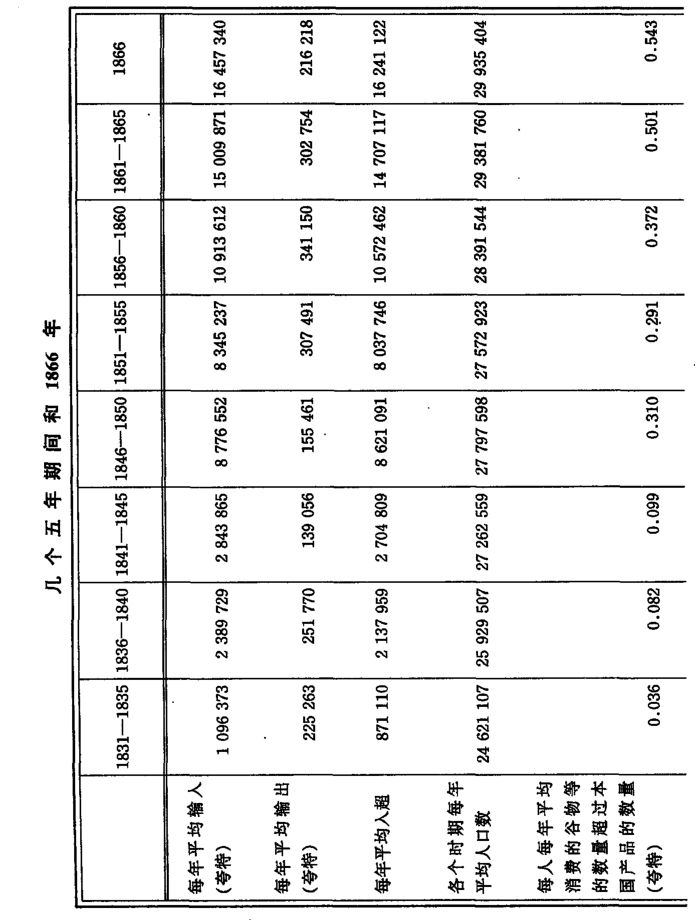 几个五年期间和 1866 年
1831—1835 1836—1840 1841—1845 1846—1850 1851—1855 1856—1860 1861—1865 1866
每年平均输入 1 096 373 2 389 729 2 843 865 8 776 552 8 345 237 10 913 612 15 009 871 16 457 340
(夸特)
每年平均输出 225 263 251 770 139 056 155 461 307 491 341 150 302 754 216 218
(夸特)
每年平均入超 871 110 2 137 959 2 704 809 8 621 091 8 037 746 10 572 462 14 707 117 16 241 122
各个时期每年
平均人口数 24 621 107 25 929 507 27 262 559 27 797 598 27 572 923 28 391 544 29 381 760 29 935 404
每人每年平均
消费的谷物等
的数量超过本
国产品的数量 0.036 0.082 0.099 0.310 0.291 0.372 0.501 0.543
(夸特)